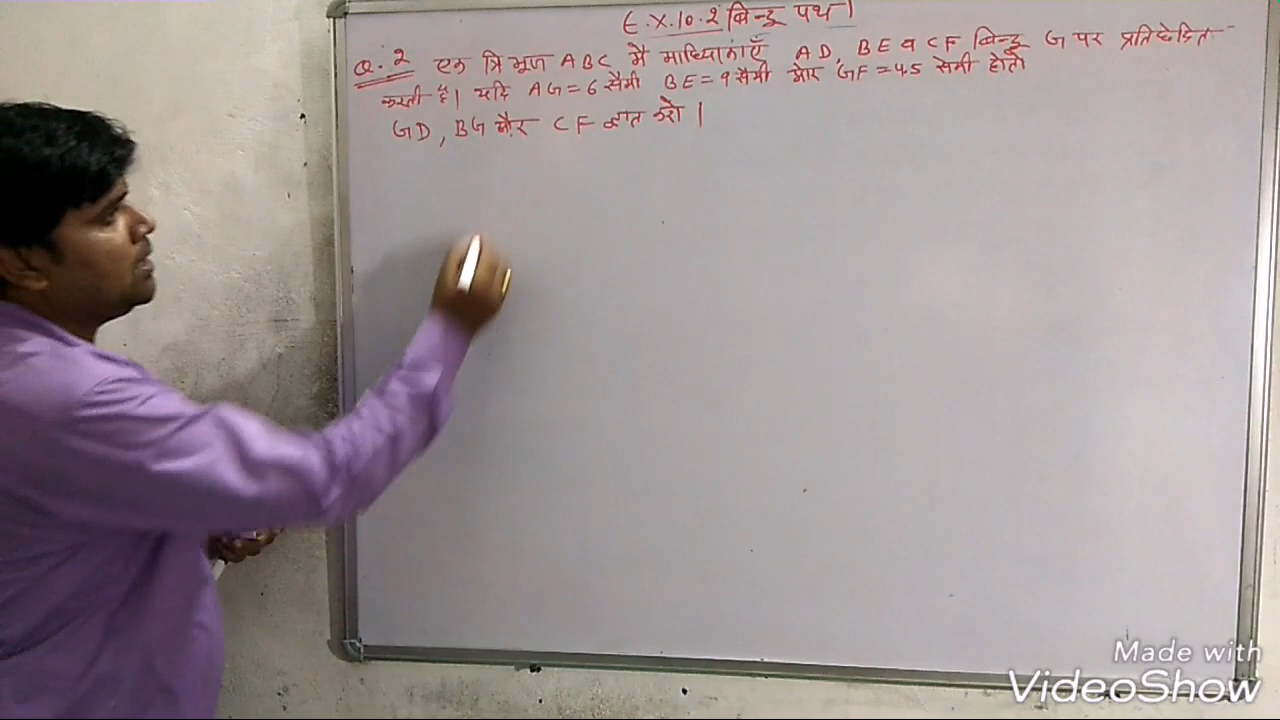 Ex.10.2 बिन्दु पथ।
Q.2 एक त्रिभूज ABC मै माध्यिकाएँ AD, BE व CF बिन्दू G पर प्रतिच्छेदित
करती है। यदि AG=6 सैमी BE=9 सैमी और GF=4.5 सेमी हो तो
GD, BG और CF ज्ञात करो।
Made with
VideoShow